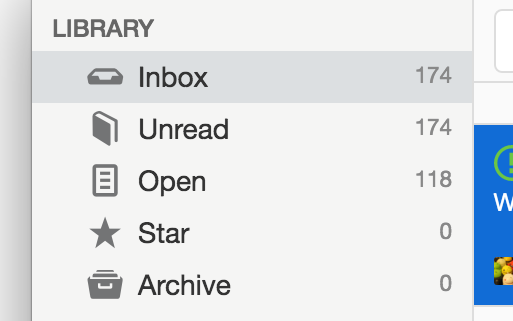 LIBRARY
Inbox 174
Unread 174
Open 118
Star 0
Archive 0
W